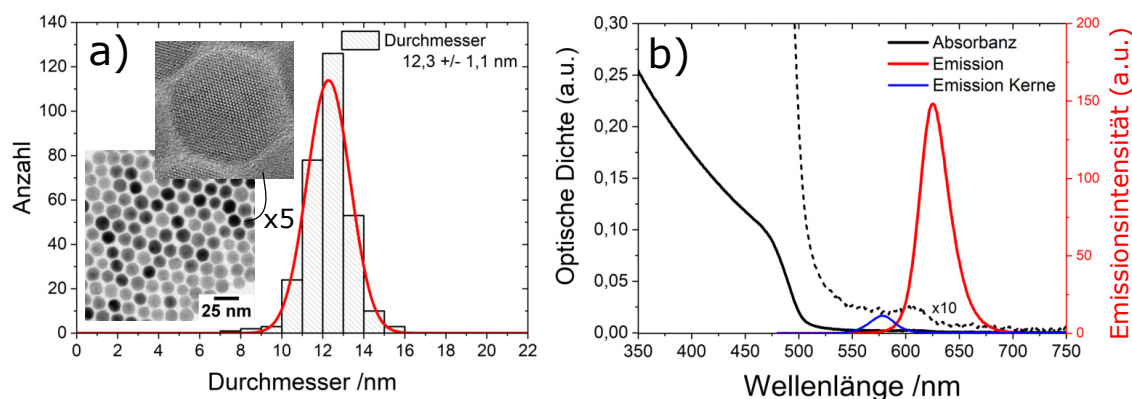 a)
Durchmesser
12,3 +/- 1,1 nm
x5
25 nm
Anzahl
140
120
100
80
60
40
20
0
0 2 4 6 8 10 12 14 16 18 20 22
Durchmesser /nm
b)
Absorbanz
Emission
Emission Kerne
x10
Optische Dichte (a.u.)
0,30
0,25
0,20
0,15
0,10
0,05
0,00
350 400 450 500 550 600 650 700 750
Wellenlänge /nm
200
150
100
50
0
Emissionsintensität (a.u.)